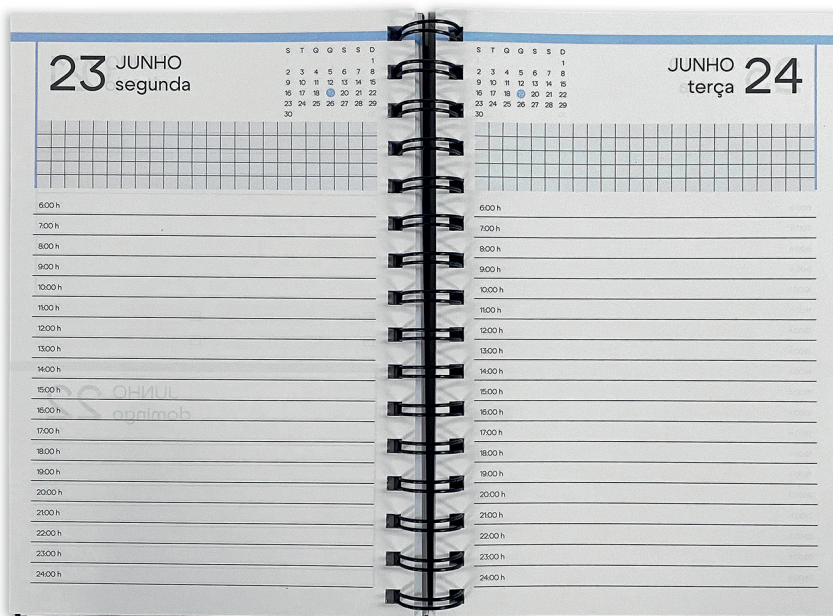 23 JUNHO
segunda
S T Q Q S S D
1
2 3 4 5 6 7 8
9 10 11 12 13 14 15
16 17 18 19 20 21 22
23 24 25 26 27 28 29
30
6:00 h
7:00 h
8:00 h
9:00 h
10:00 h
11:00 h
12:00 h
13:00 h
14:00 h
15:00 h
16:00 h
17:00 h
18:00 h
19:00 h
20:00 h
21:00 h
22:00 h
23:00 h
24:00 h
S T Q Q S S D
1
2 3 4 5 6 7 8
9 10 11 12 13 14 15
16 17 18 19 20 21 22
23 24 25 26 27 28 29
30
JUNHO 24
terça
6:00 h
7:00 h
8:00 h
9:00 h
10:00 h
11:00 h
12:00 h
13:00 h
14:00 h
15:00 h
16:00 h
17:00 h
18:00 h
19:00 h
20:00 h
21:00 h
22:00 h
23:00 h
24:00 h
22 JUNHO
domingo